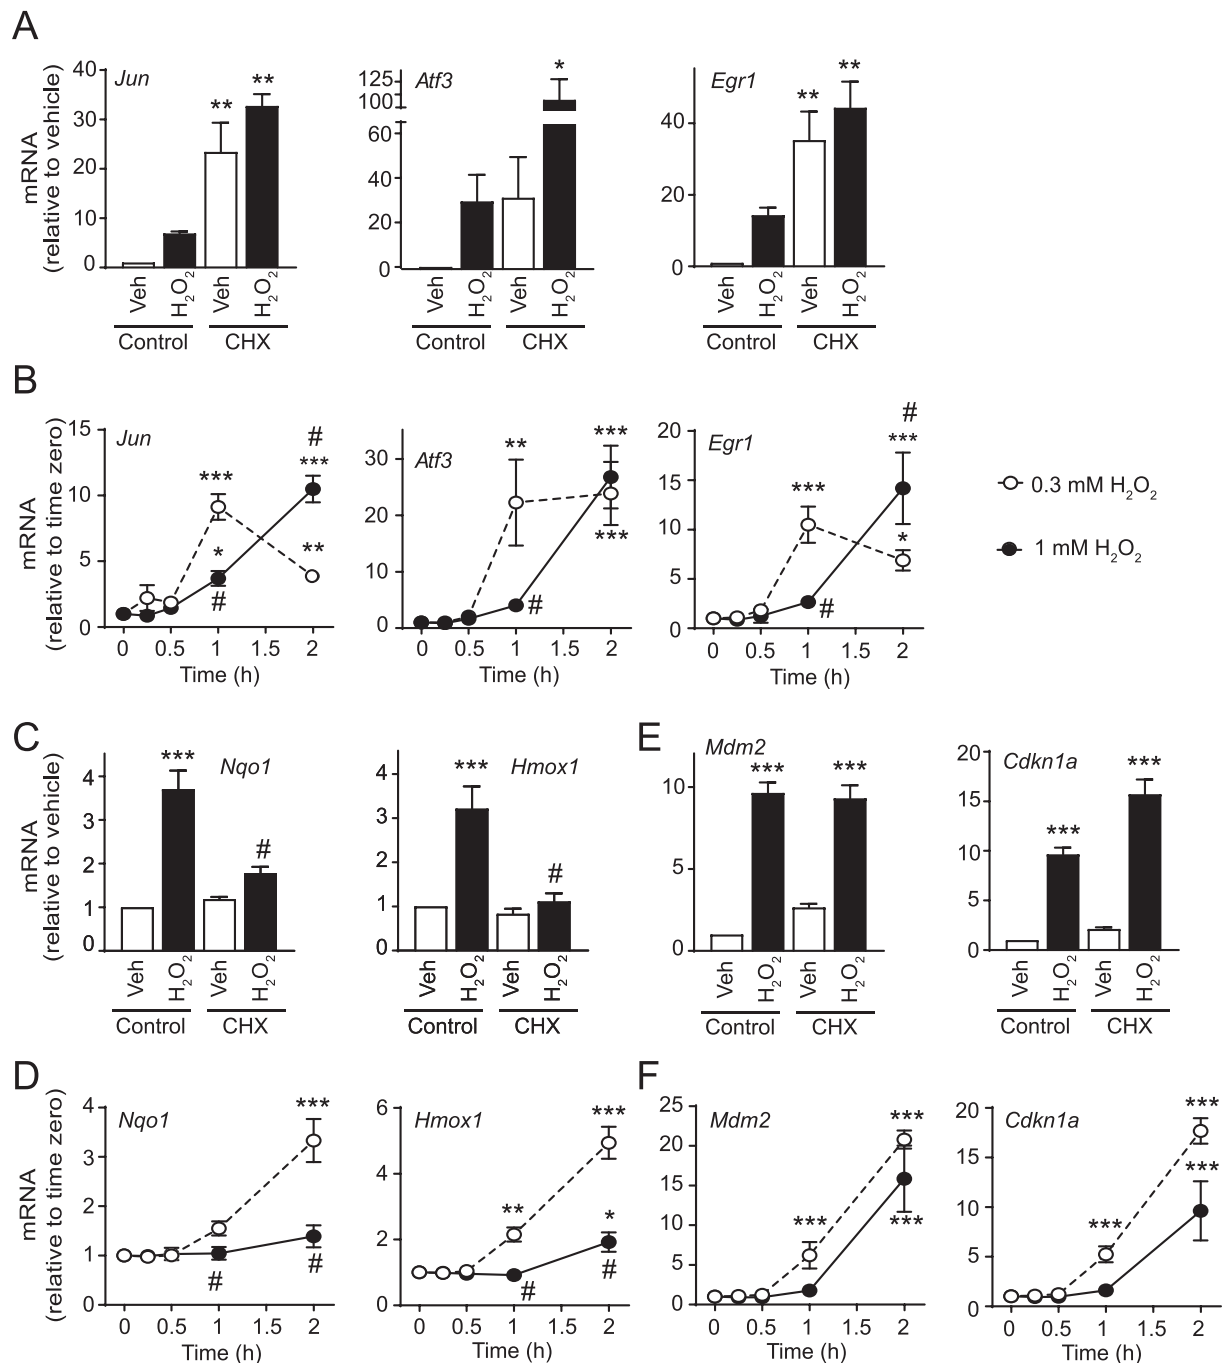 A
mRNA
(relative to vehicle)
Jun
40
30
20
10
0
**
**
Veh
H₂O₂
Veh
H₂O₂
Control
CHX
Atf3
125
100
60
40
20
0
*
Veh
H₂O₂
Veh
H₂O₂
Control
CHX
Egr1
40
20
0
**
**
Veh
H₂O₂
Veh
H₂O₂
Control
CHX
B
mRNA
(relative to time zero)
Jun
15
10
5
0
***
*
#
#
***
**
0 0.5 1 1.5 2
Time (h)
Atf3
30
20
10
0
**
#
***
***
0 0.5 1 1.5 2
Time (h)
Egr1
20
15
10
5
0
***
#
#
***
*
0 0.5 1 1.5 2
Time (h)
0.3 mM H₂O₂
1 mM H₂O₂
C
mRNA
(relative to vehicle)
Nqo1
4
3
2
1
0
***
#
Veh
H₂O₂
Veh
H₂O₂
Control
CHX
Hmox1
4
3
2
1
0
***
#
Veh
H₂O₂
Veh
H₂O₂
Control
CHX
E
Mdm2
10
5
0
***
***
Veh
H₂O₂
Veh
H₂O₂
Control
CHX
Cdkn1a
20
15
10
5
0
***
***
Veh
H₂O₂
Veh
H₂O₂
Control
CHX
D
mRNA
(relative to time zero)
Nqo1
4
3
2
1
0
***
#
#
0 0.5 1 1.5 2
Time (h)
Hmox1
6
4
2
0
**
#
***
*
#
0 0.5 1 1.5 2
Time (h)
F
Mdm2
25
20
15
10
5
0
***
***
***
0 0.5 1 1.5 2
Time (h)
Cdkn1a
20
15
10
5
0
***
***
***
0 0.5 1 1.5 2
Time (h)